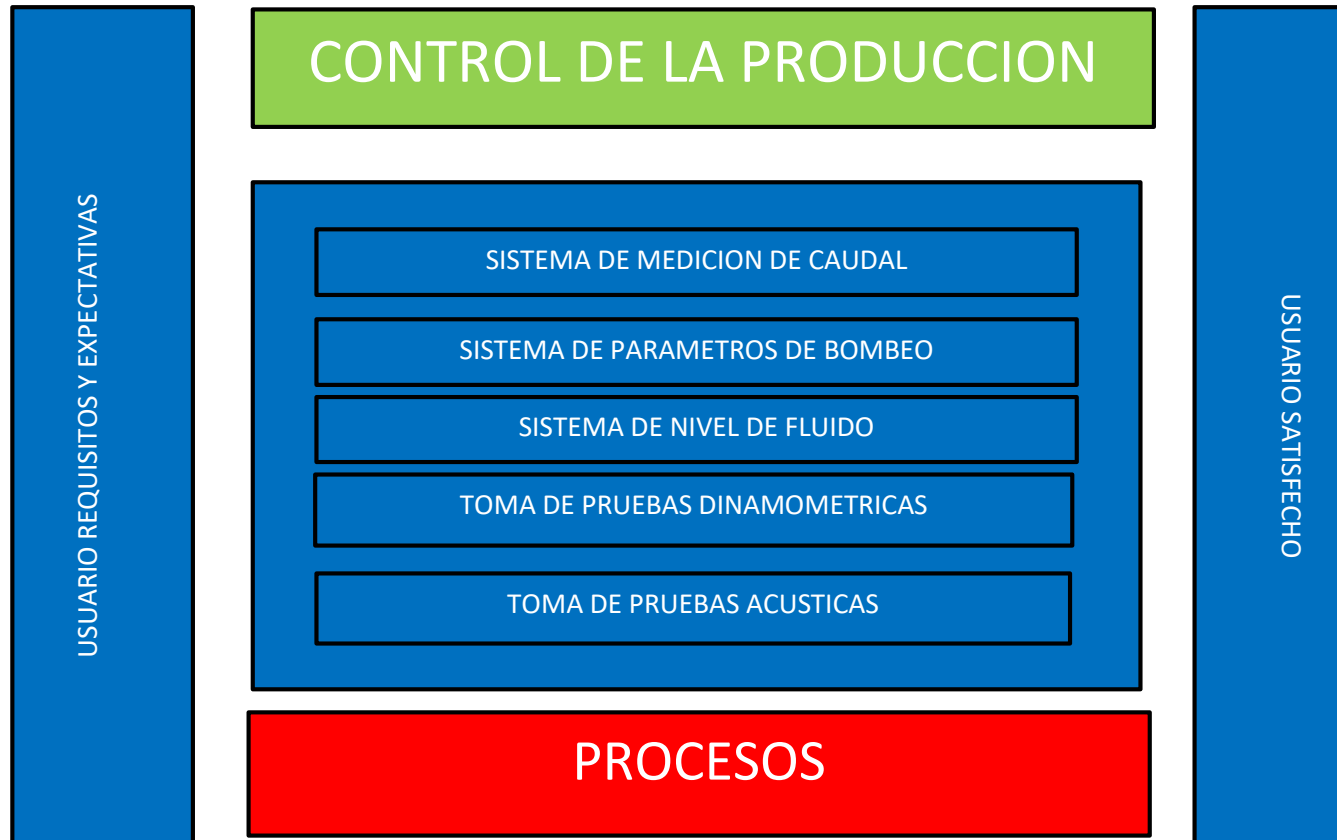 CONTROL DE LA PRODUCCION
USUARIO REQUISITOS Y EXPECTATIVAS
SISTEMA DE MEDICION DE CAUDAL
SISTEMA DE PARAMETROS DE BOMBEO
SISTEMA DE NIVEL DE FLUIDO
TOMA DE PRUEBAS DINAMOMETRICAS
TOMA DE PRUEBAS ACUSTICAS
USUARIO SATISFECHO
PROCESOS